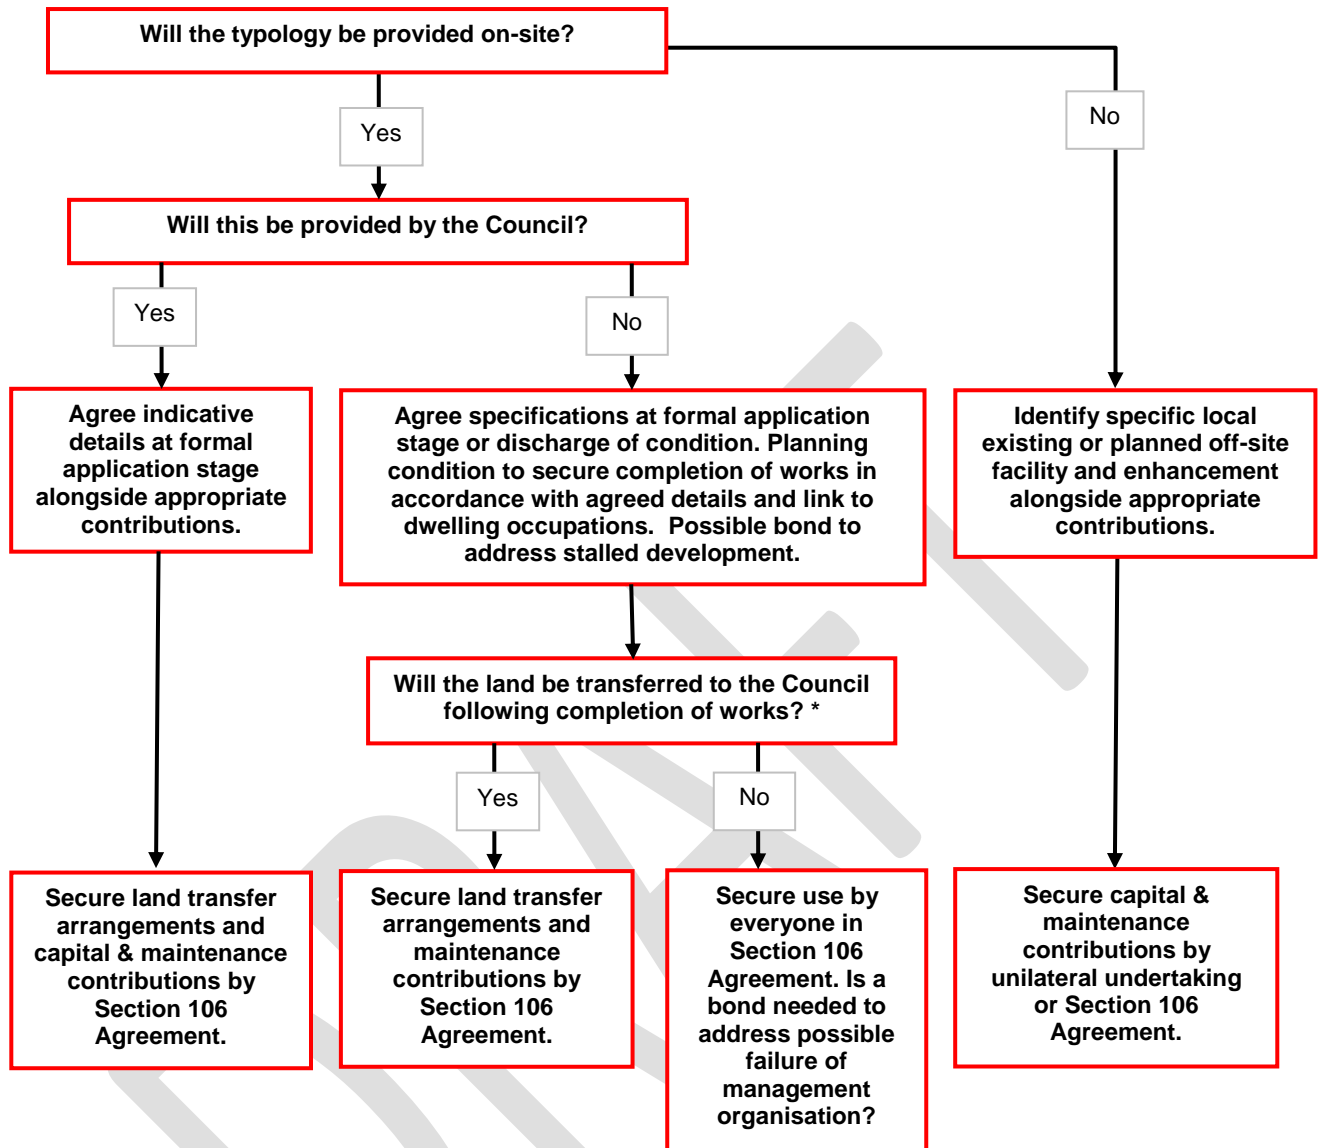 Will the typology be provided on-site?
Yes
No
Will this be provided by the Council?
Yes
No
Agree indicative
details at formal
application stage
alongside appropriate
contributions.
Agree specifications at formal application
stage or discharge of condition. Planning
condition to secure completion of works in
accordance with agreed details and link to
dwelling occupations.  Possible bond to
address stalled development.
Identify specific local
existing or planned off-site
facility and enhancement
alongside appropriate
contributions.
Will the land be transferred to the Council
following completion of works? *
Yes
No
Secure land transfer
arrangements and
capital & maintenance
contributions by
Section 106
Agreement.
Secure land transfer
arrangements and
maintenance
contributions by
Section 106
Agreement.
Secure use by
everyone in
Section 106
Agreement. Is a
bond needed to
address possible
failure of
management
organisation?
Secure capital &
maintenance
contributions by
unilateral undertaking
or Section 106
Agreement.
DRAFT